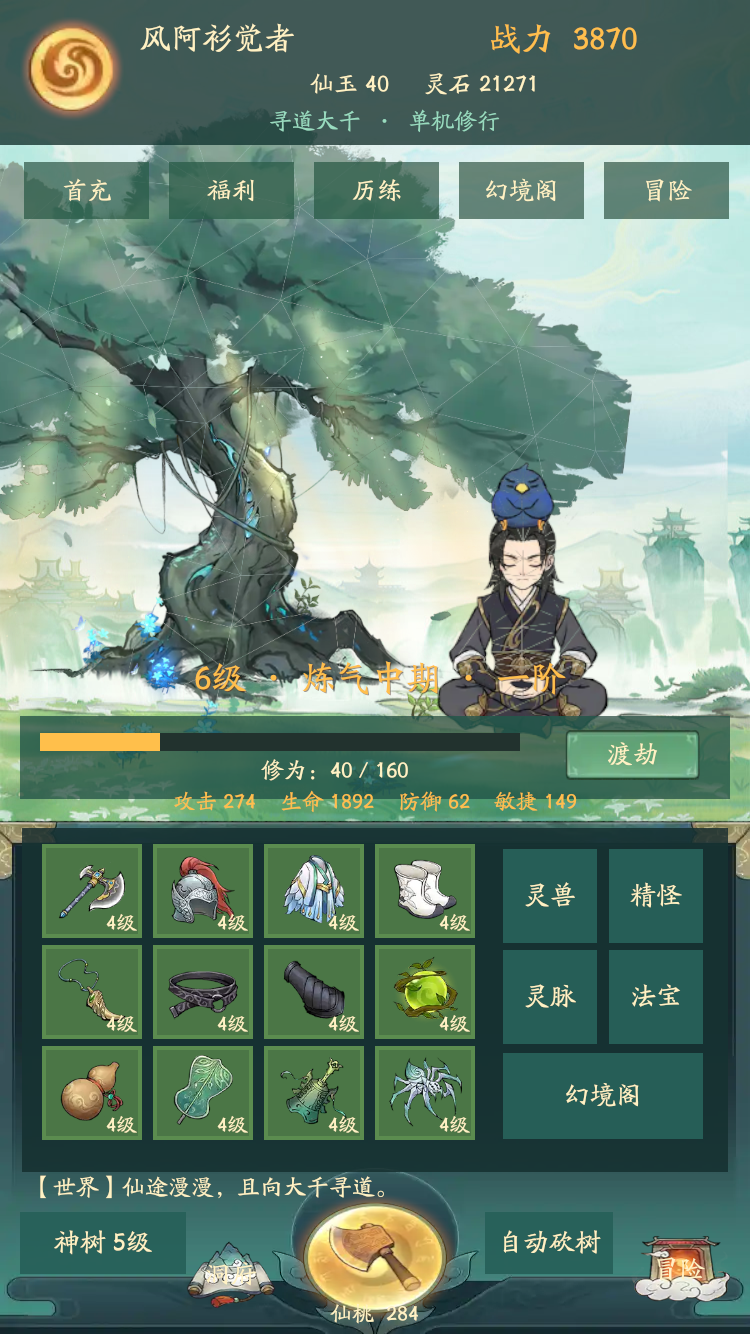 风阿衫觉者
战力 3870
仙玉 40 灵石 21271
寻道大千 · 单机修行
首充 福利 历练 幻境阁 冒险
6级 · 炼气中期 · 一阶
渡劫
修为：40 / 160
攻击 274 生命 1892 防御 62 敏捷 149
4级 4级 4级 4级
灵兽 精怪
4级 4级 4级 4级
灵脉 法宝
4级 4级 4级 4级
幻境阁
【世界】仙途漫漫，且向大千寻道。
神树 5级
自动砍树
洞府
冒险
仙桃 284